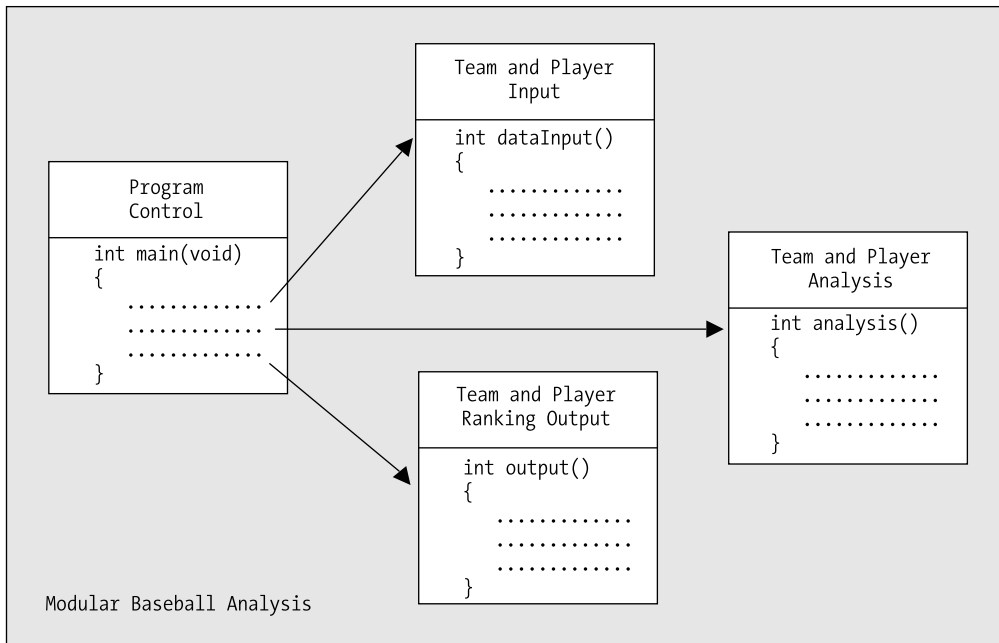 Program
Control
int main(void)
{
.............
.............
.............
}
Team and Player
Input
int dataInput()
{
.............
.............
.............
}
Team and Player
Analysis
int analysis()
{
.............
.............
.............
}
Team and Player
Ranking Output
int output()
{
.............
.............
.............
}
Modular Baseball Analysis